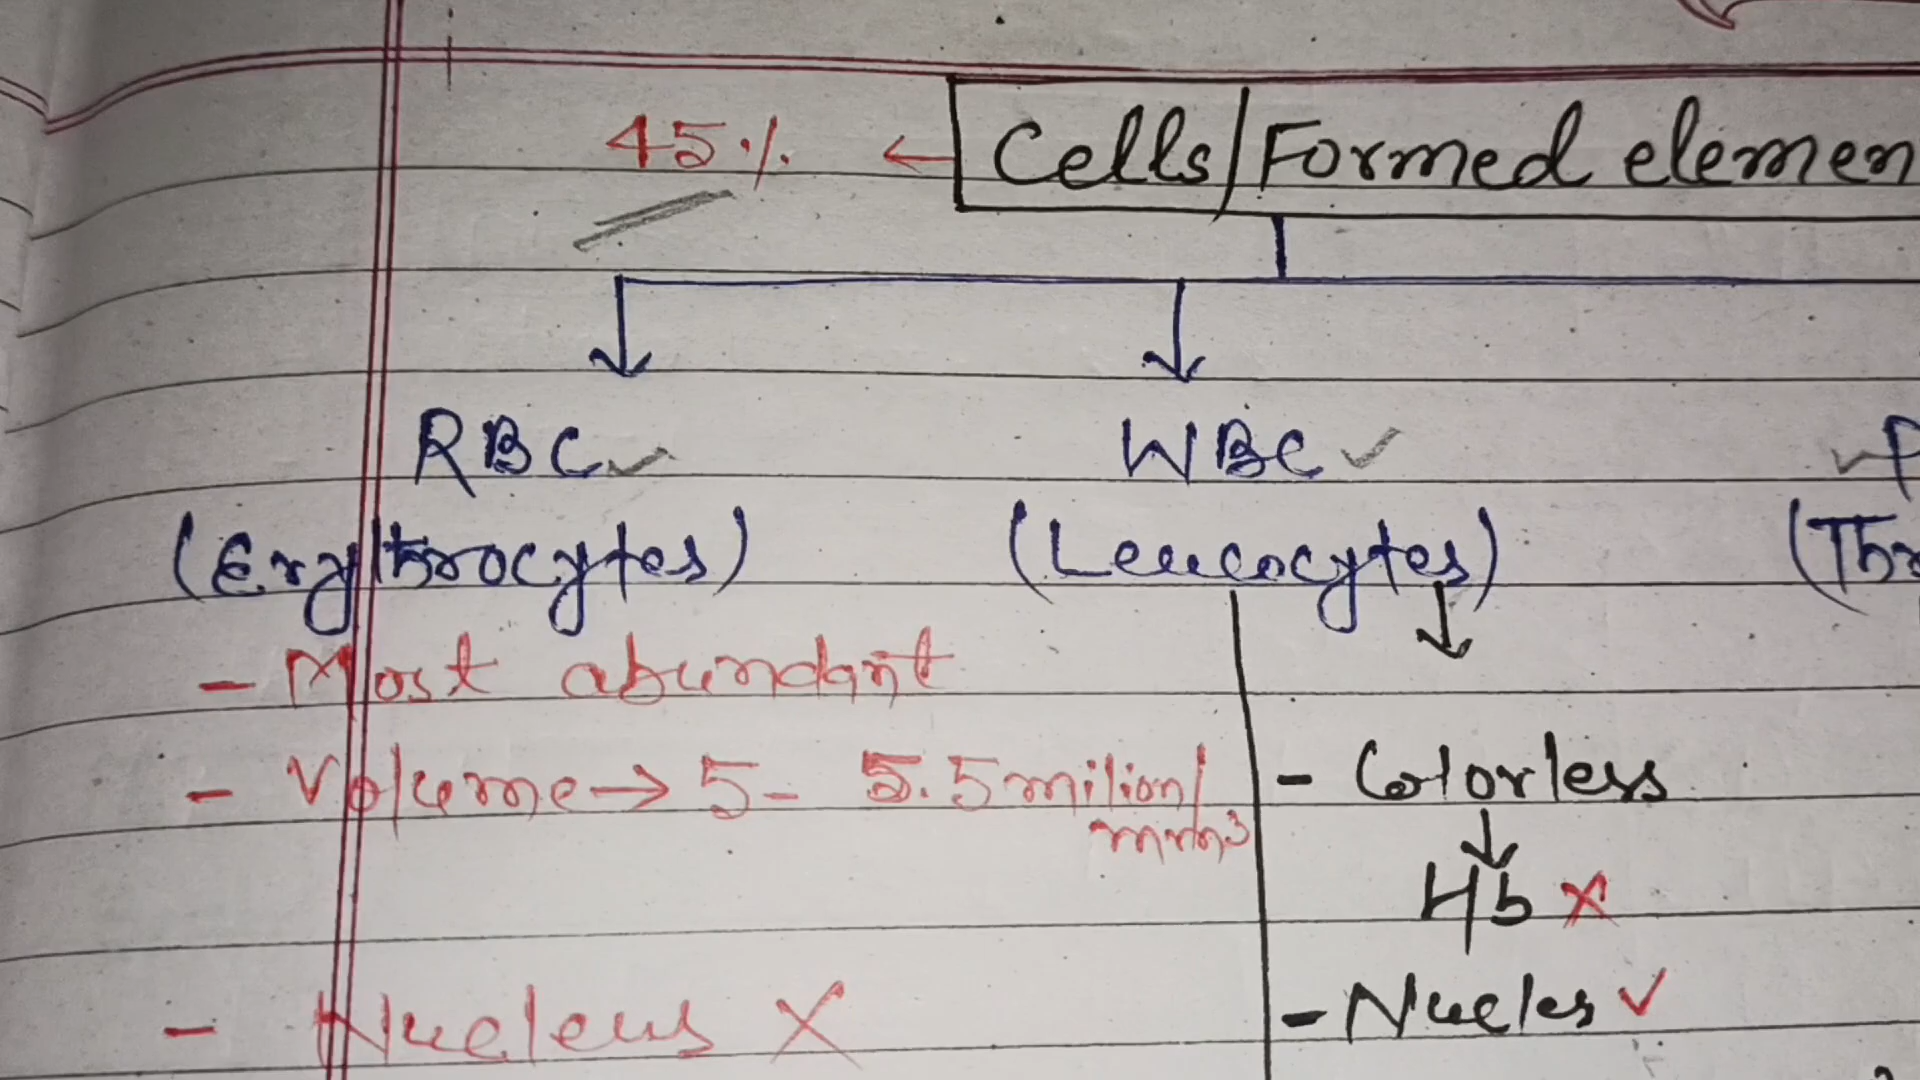 45% ← Cells/Formed elemen
RBC✓ WBC✓ ✓P
(Erythrocytes) (Leucocytes) (Thr
- Most abundant
- Volume → 5 - 5.5 milion/mm³
- Colorless
Hb ×
- Nucleus ×
- Nucles ✓